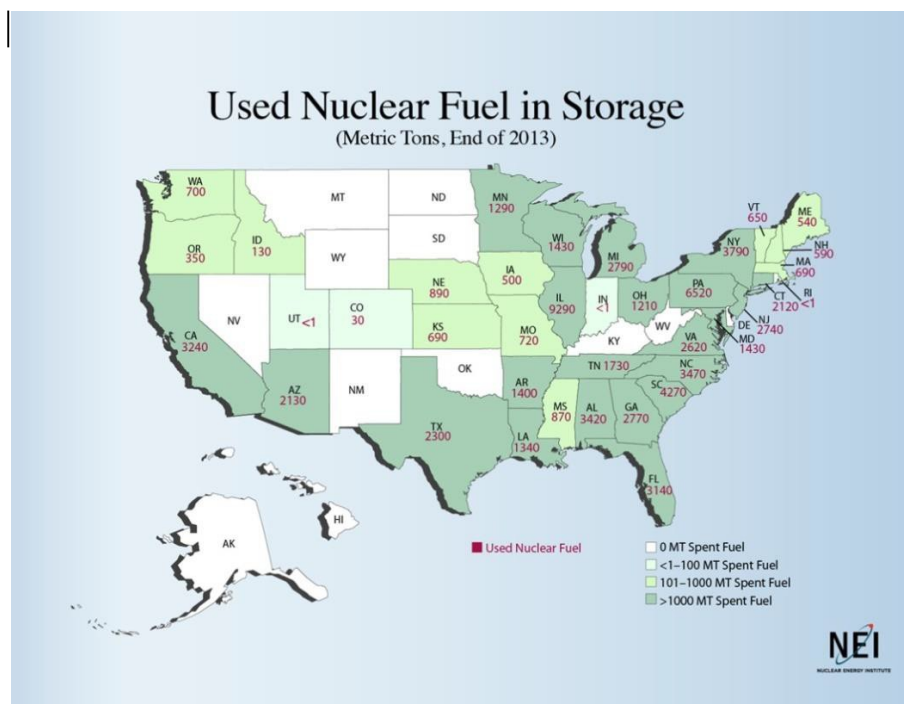 Used Nuclear Fuel in Storage
(Metric Tons, End of 2013)
WA
700
MT
ND
MN
1290
VT
650
ME
540
OR
350
ID
130
SD
WI
1430
MI
2790
NY
3790
NH
590
MA
690
WY
NE
890
IA
500
IL
9290
IN
<1
OH
1210
PA
6520
RI
<1
CT
2120
NJ
2740
NV
UT <1
CO
30
KS
690
MO
720
KY
WV
VA
2620
DE
MD
1430
CA
3240
AZ
2130
NM
OK
AR
1400
TN 1730
NC
3470
SC
4270
MS
870
AL
3420
GA
2770
TX
2300
LA
1340
FL
3140
AK
HI
Used Nuclear Fuel
0 MT Spent Fuel
<1–100 MT Spent Fuel
101–1000 MT Spent Fuel
>1000 MT Spent Fuel
NEI
NUCLEAR ENERGY INSTITUTE